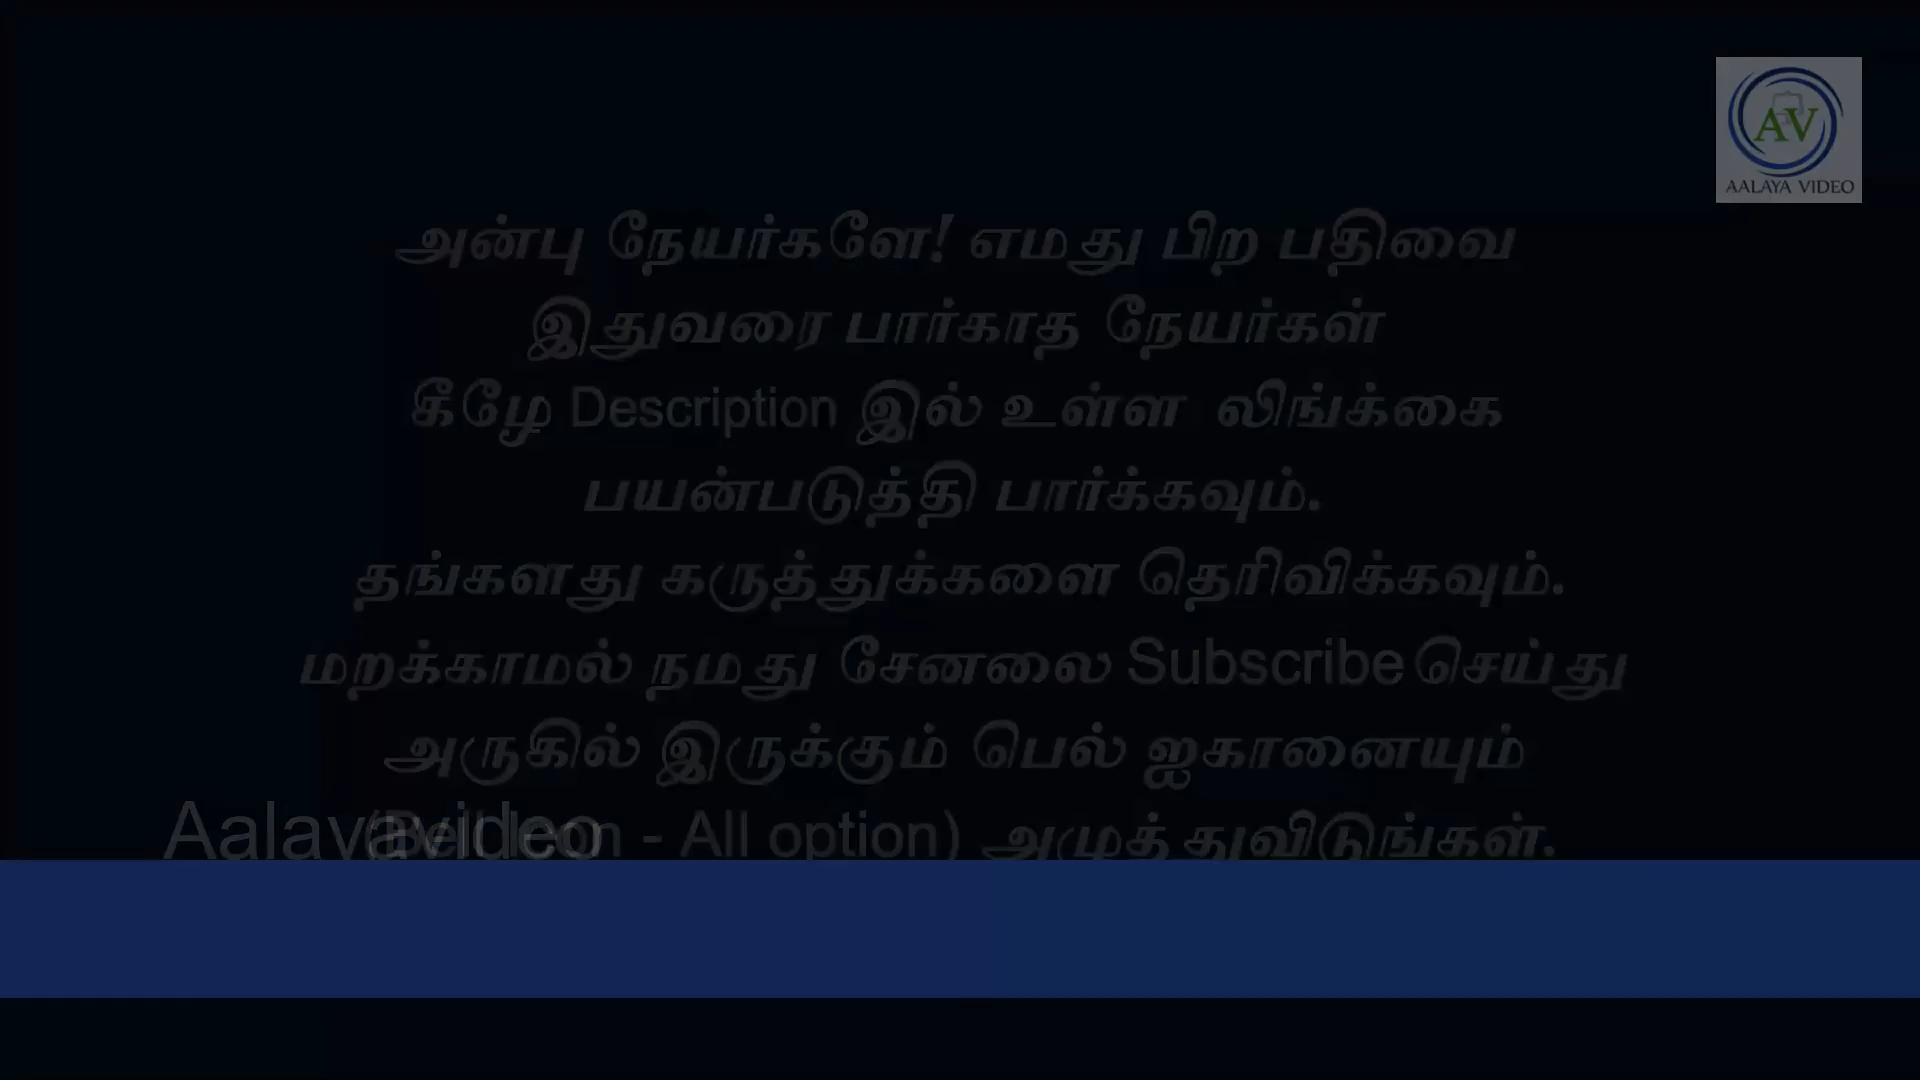 AV
AALAYA VIDEO
அன்பு நேயர்களே! எமது பிற பதிவை
இதுவரை பார்காத நேயர்கள்
கீழே Description இல் உள்ள லிங்க்கை
பயன்படுத்தி பார்க்கவும்.
தங்களது கருத்துக்களை தெரிவிக்கவும்.
மறக்காமல் நமது சேனலை Subscribe செய்து
அருகில் இருக்கும் பெல் ஐகானையும்
(Bell Icon - All option) அழுத்துவிடுங்கள்.
Aalayavideo